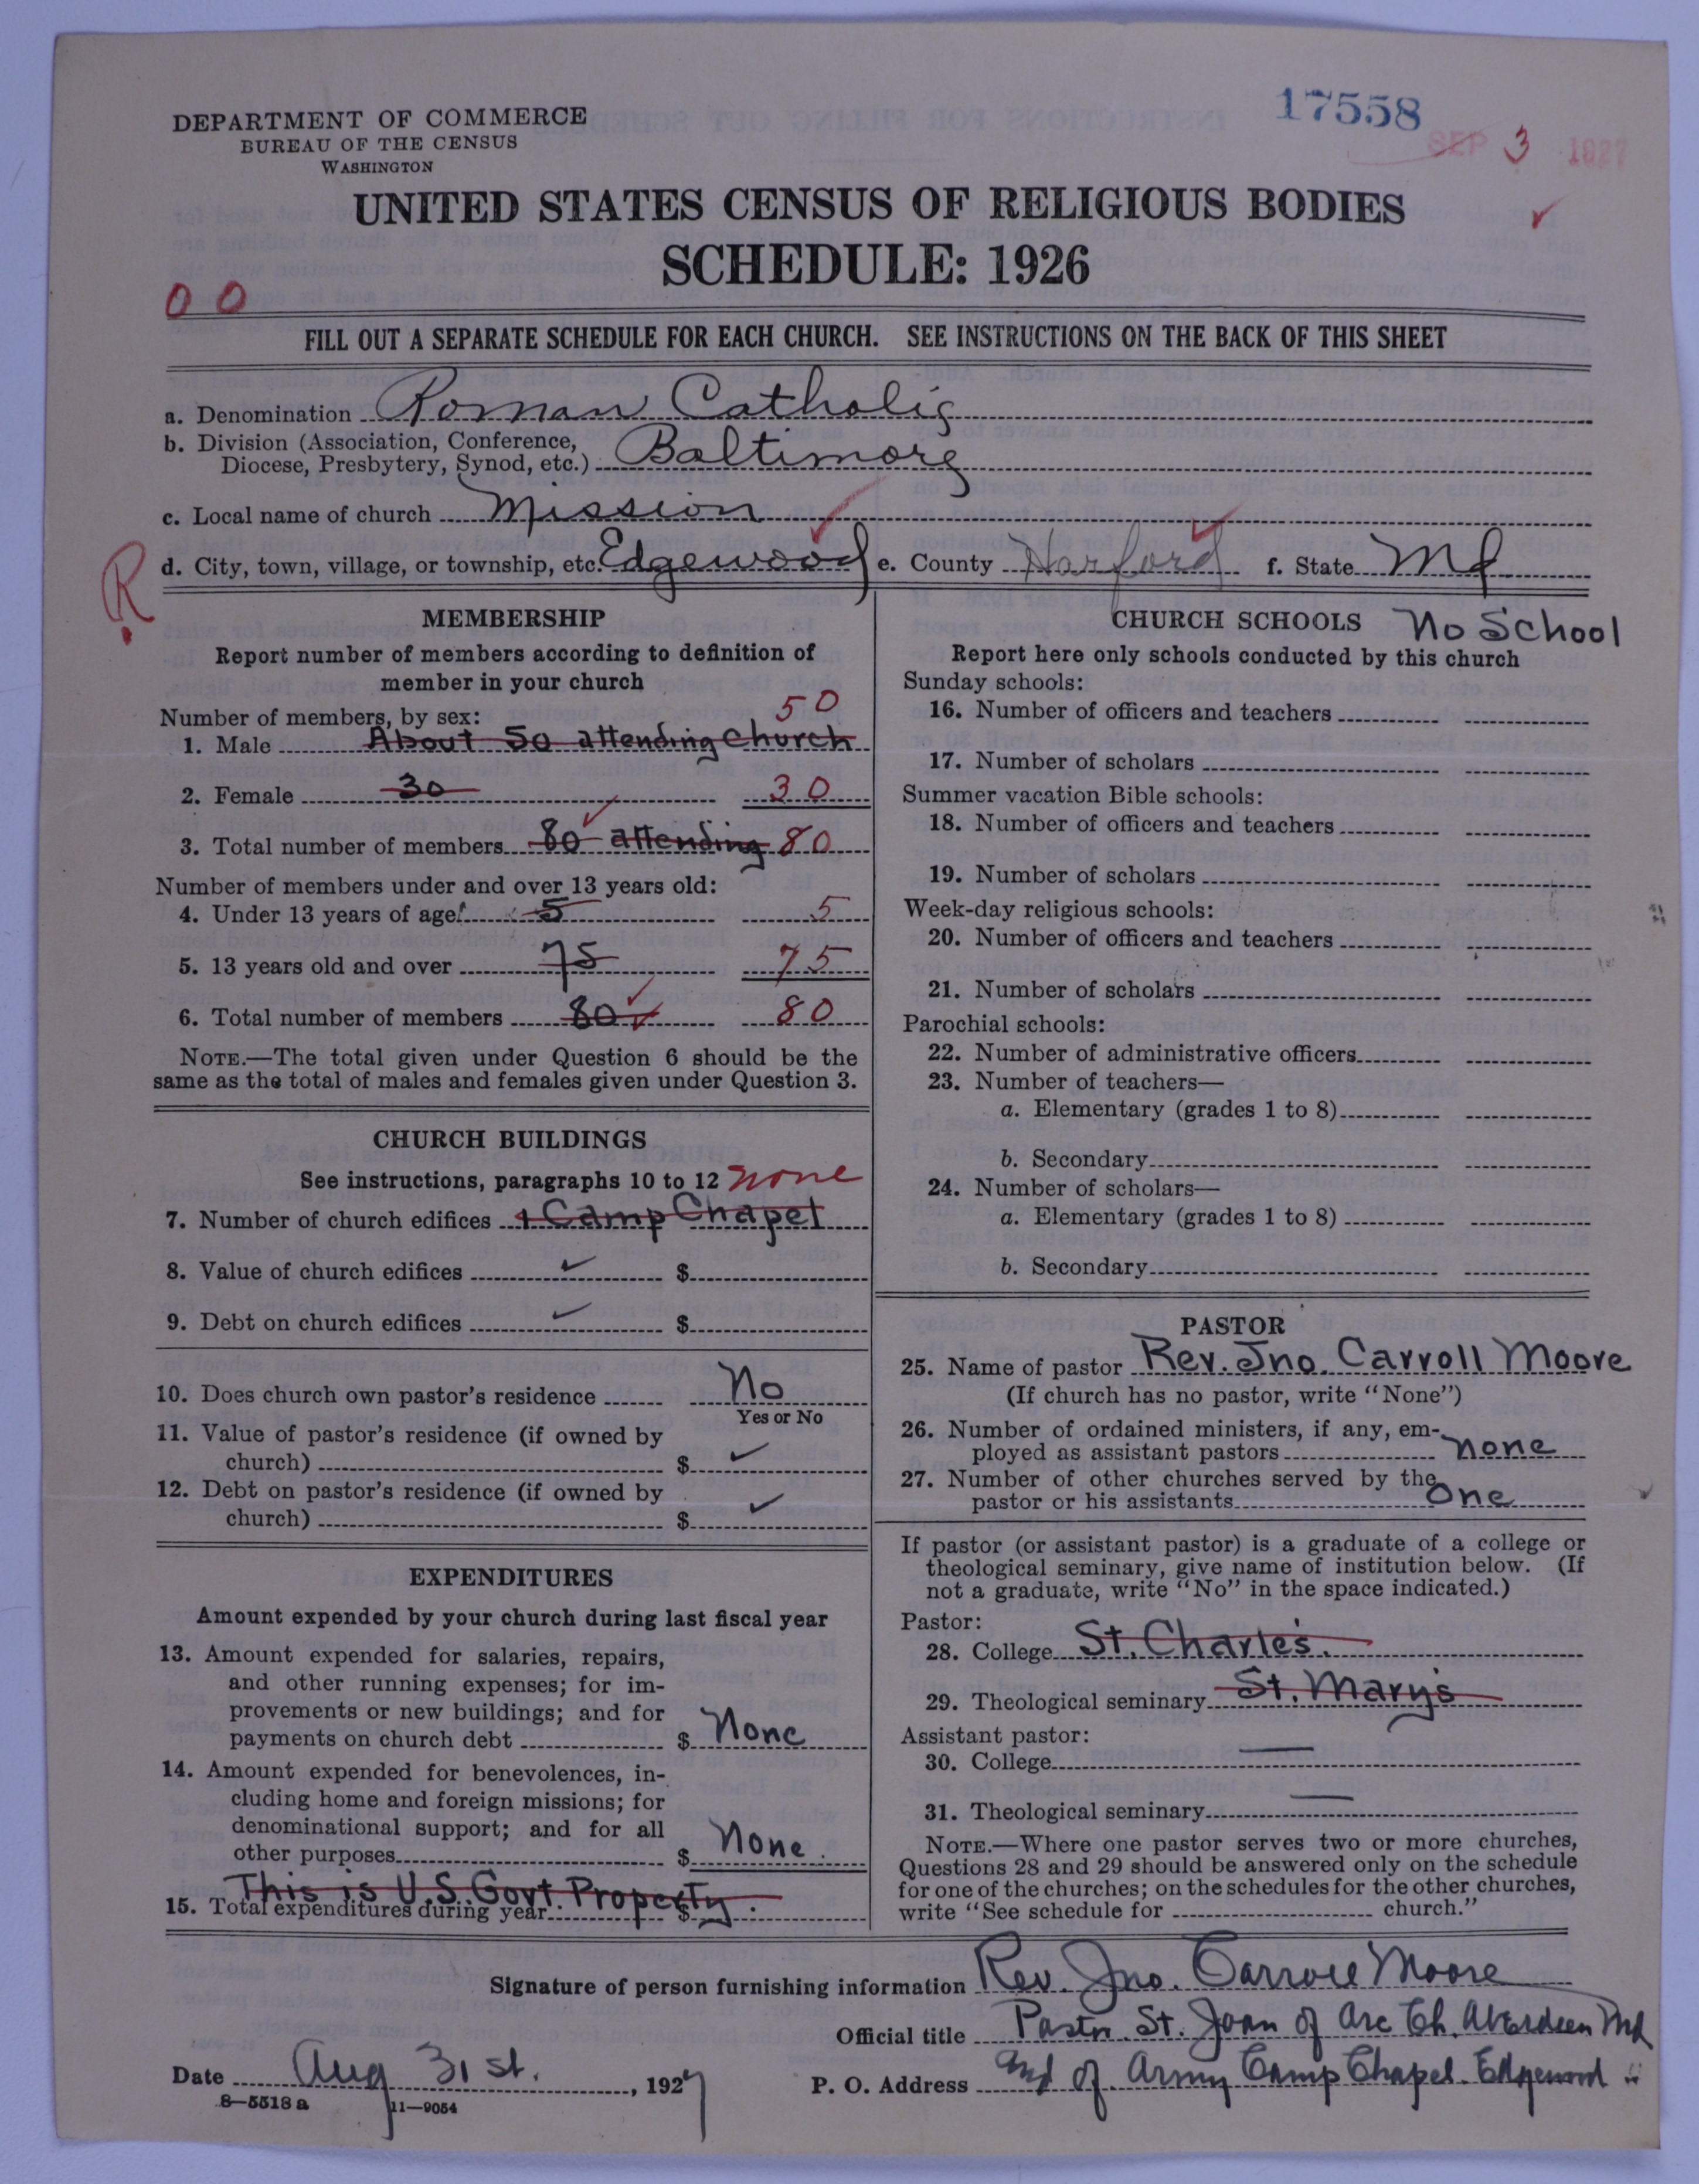 17558
SEP 3 1927
DEPARTMENT OF COMMERCE
BUREAU OF THE CENSUS
WASHINGTON
UNITED STATES CENSUS OF RELIGIOUS BODIES
SCHEDULE: 1926
00
FILL OUT A SEPARATE SCHEDULE FOR EACH CHURCH. SEE INSTRUCTIONS ON THE BACK OF THIS SHEET
a. Denomination Roman Catholic
b. Division (Association, Conference,
Diocese, Presbytery, Synod, etc.) Baltimore
c. Local name of church Mission
R
d. City, town, village, or township, etc. Edgewood e. County Harford f. State Md.
MEMBERSHIP
Report number of members according to definition of
member in your church
Number of members, by sex: 50
1. Male About 50 attending church
2. Female 30 30
3. Total number of members 80 attending 80
Number of members under and over 13 years old:
4. Under 13 years of age 5 5
5. 13 years old and over 75 75
6. Total number of members 80 80
NOTE.—The total given under Question 6 should be the
same as the total of males and females given under Question 3.
CHURCH BUILDINGS
See instructions, paragraphs 10 to 12 none
7. Number of church edifices 1 Camp Chapel
8. Value of church edifices ✓ $
9. Debt on church edifices ✓ $
10. Does church own pastor's residence No
Yes or No
11. Value of pastor's residence (if owned by
church) $ ✓
12. Debt on pastor's residence (if owned by
church) $ ✓
EXPENDITURES
Amount expended by your church during last fiscal year
13. Amount expended for salaries, repairs,
and other running expenses; for im-
provements or new buildings; and for
payments on church debt $ None
14. Amount expended for benevolences, in-
cluding home and foreign missions; for
denominational support; and for all
other purposes $ None.
This is U.S. Govt. Property.
15. Total expenditures during year $
CHURCH SCHOOLS No School
Report here only schools conducted by this church
Sunday schools:
16. Number of officers and teachers
17. Number of scholars
Summer vacation Bible schools:
18. Number of officers and teachers
19. Number of scholars
Week-day religious schools:
20. Number of officers and teachers
21. Number of scholars
Parochial schools:
22. Number of administrative officers
23. Number of teachers—
a. Elementary (grades 1 to 8)
b. Secondary
24. Number of scholars—
a. Elementary (grades 1 to 8)
b. Secondary
PASTOR
25. Name of pastor Rev. Jno. Carroll Moore
(If church has no pastor, write "None")
26. Number of ordained ministers, if any, em-
ployed as assistant pastors none
27. Number of other churches served by the
pastor or his assistants One
If pastor (or assistant pastor) is a graduate of a college or
theological seminary, give name of institution below. (If
not a graduate, write "No" in the space indicated.)
Pastor:
28. College St. Charles.
29. Theological seminary St. Mary's
Assistant pastor:
30. College —
31. Theological seminary —
NOTE.—Where one pastor serves two or more churches,
Questions 28 and 29 should be answered only on the schedule
for one of the churches; on the schedules for the other churches,
write "See schedule for church."
Signature of person furnishing information Rev. Jno. Carroll Moore
Official title Pastor St. Joan of Arc Ch. Aberdeen Md
Date Aug 31st., 1927
P. O. Address And of Army Camp Chapel. Edgewood "
8—5518 a 11—9054